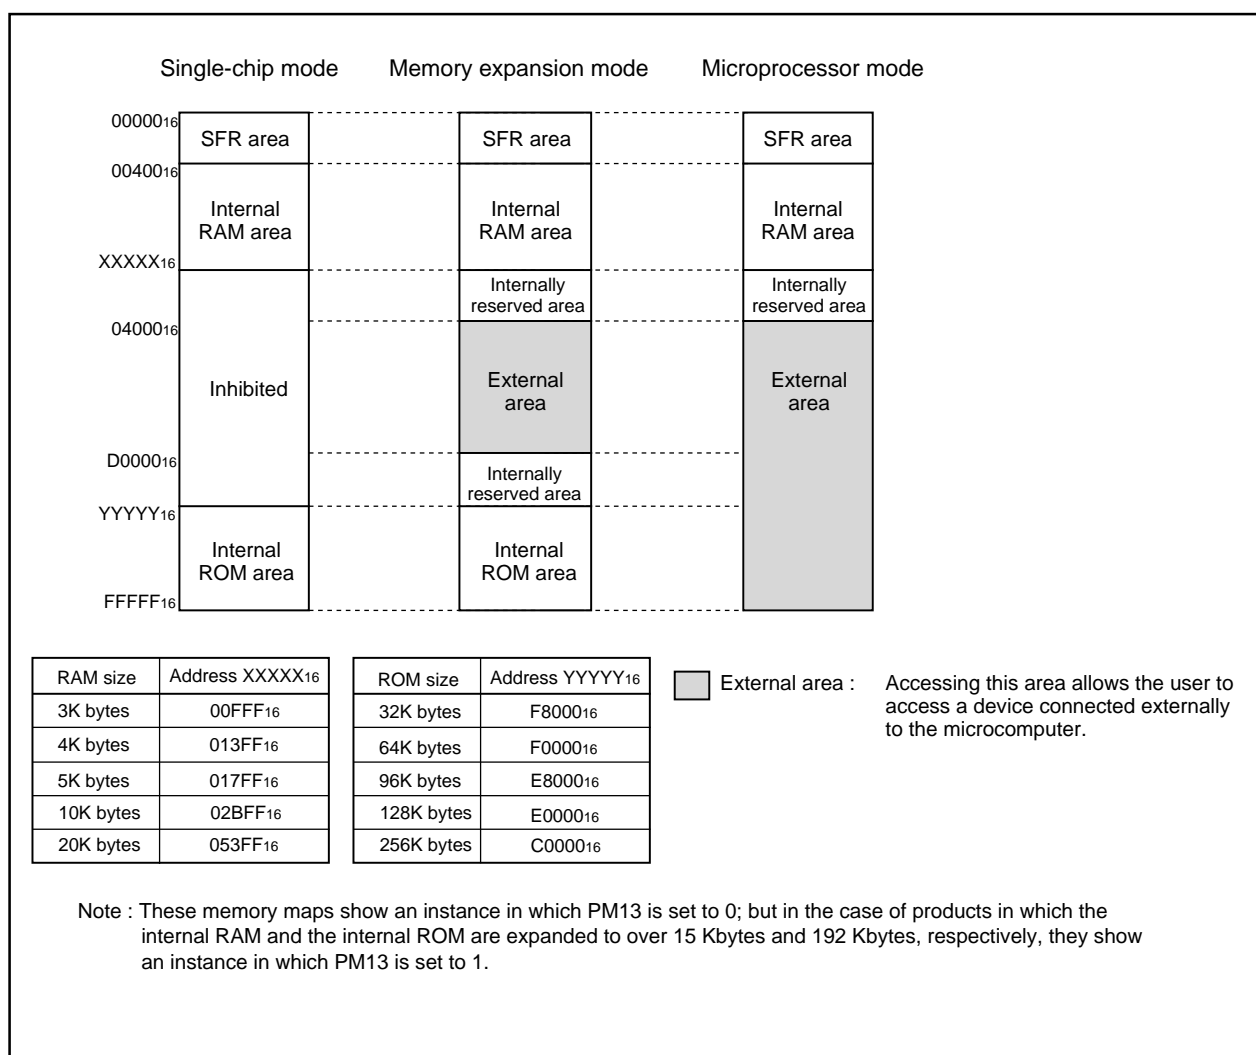 Single-chip mode Memory expansion mode Microprocessor mode
0000016
SFR area SFR area SFR area
0040016
Internal Internal Internal
RAM area RAM area RAM area
XXXXX16
Internally Internally
reserved area reserved area
0400016
Inhibited
External External
area area
D000016
Internally
reserved area
YYYYY16
Internal Internal
ROM area ROM area
FFFFF16
RAM size Address XXXXX16 ROM size Address YYYYY16
3K bytes 00FFF16 32K bytes F800016
4K bytes 013FF16 64K bytes F000016
5K bytes 017FF16 96K bytes E800016
10K bytes 02BFF16 128K bytes E000016
20K bytes 053FF16 256K bytes C000016
External area : Accessing this area allows the user to
access a device connected externally
to the microcomputer.
Note : These memory maps show an instance in which PM13 is set to 0; but in the case of products in which the
internal RAM and the internal ROM are expanded to over 15 Kbytes and 192 Kbytes, respectively, they show
an instance in which PM13 is set to 1.